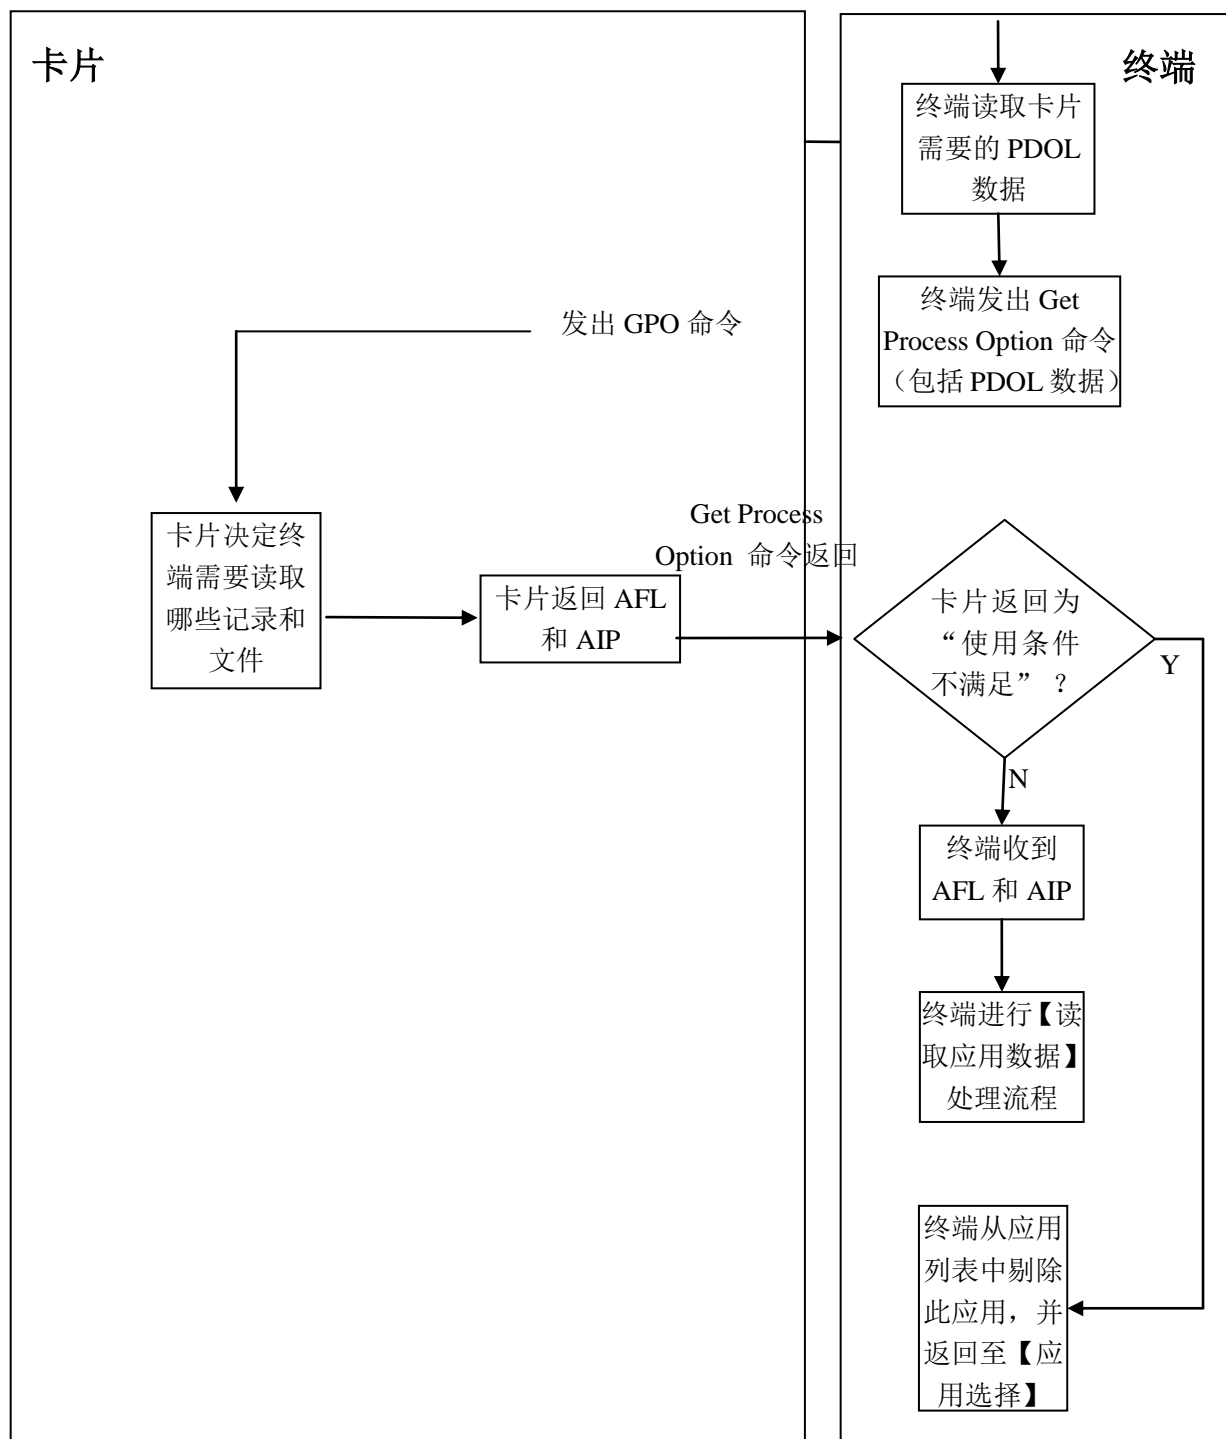 卡片
终端
终端读取卡片
需要的 PDOL
数据
终端发出 Get
Process Option 命令
（包括 PDOL 数据）
发出 GPO 命令
卡片决定终
端需要读取
哪些记录和
文件
卡片返回 AFL
和 AIP
Get Process
Option 命令返回
卡片返回为
“使用条件
不满足” ？
Y
N
终端收到
AFL 和 AIP
终端进行【读
取应用数据】
处理流程
终端从应用
列表中剔除
此应用，并
返回至【应
用选择】